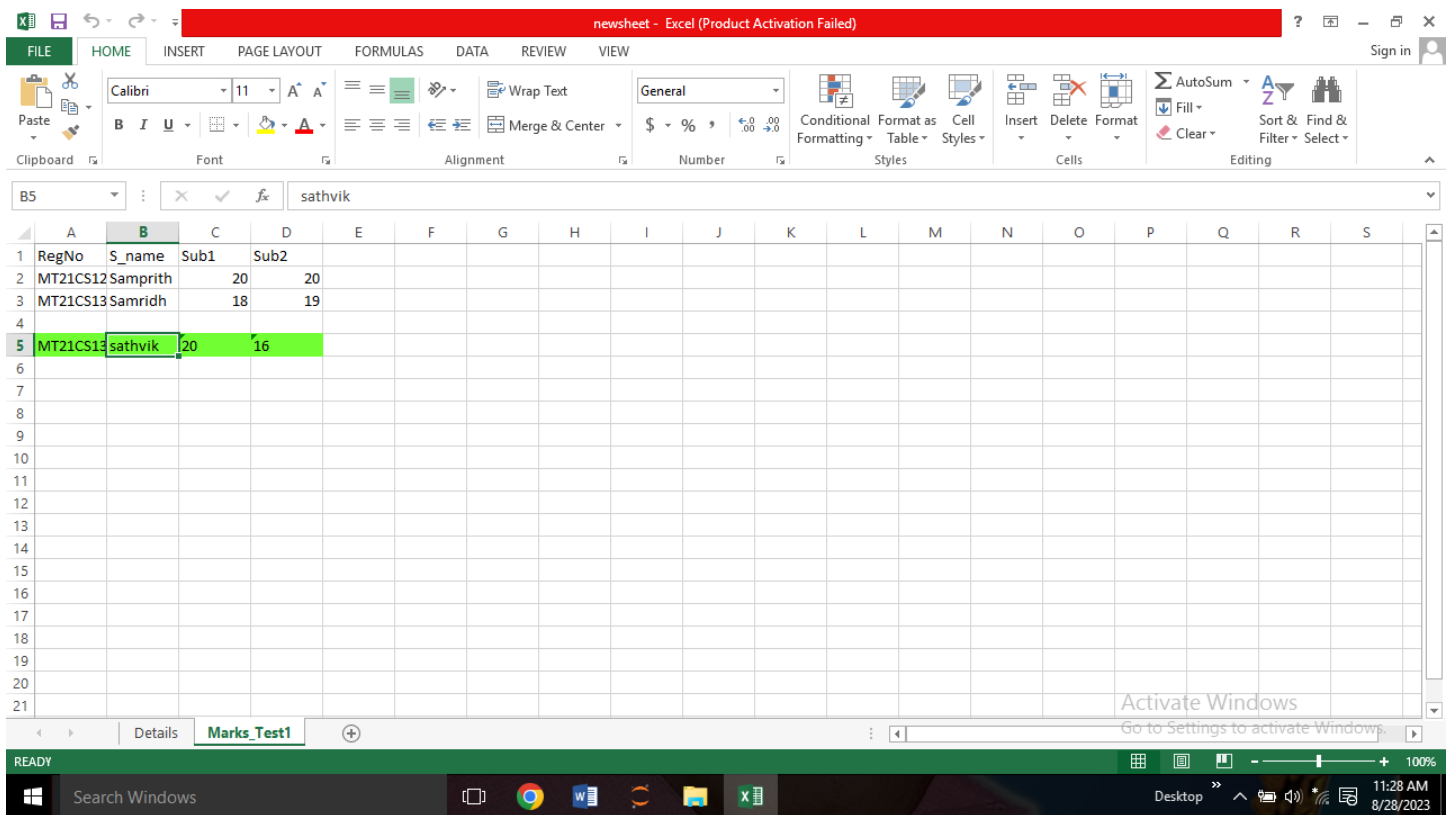 newsheet - Excel (Product Activation Failed)
?
FILE HOME INSERT PAGE LAYOUT FORMULAS DATA REVIEW VIEW Sign in
Paste
Calibri 11 A A
B I U A
Wrap Text
Merge & Center
General
$ % , .0 .00 .00 .0
Conditional Formatting
Format as Table
Cell Styles
Insert Delete Format
AutoSum
Fill
Clear
Sort & Filter
Find & Select
Clipboard Font Alignment Number Styles Cells Editing
B5 fx sathvik
A B C D E F G H I J K L M N O P Q R S
1 RegNo S_name Sub1 Sub2
2 MT21CS12 Samprith 20 20
3 MT21CS13 Samridh 18 19
4
5 MT21CS13 sathvik 20 16
6
7
8
9
10
11
12
13
14
15
16
17
18
19
20
21
Activate Windows
Go to Settings to activate Windows.
Details Marks_Test1
READY 100%
Search Windows
Desktop
11:28 AM
8/28/2023